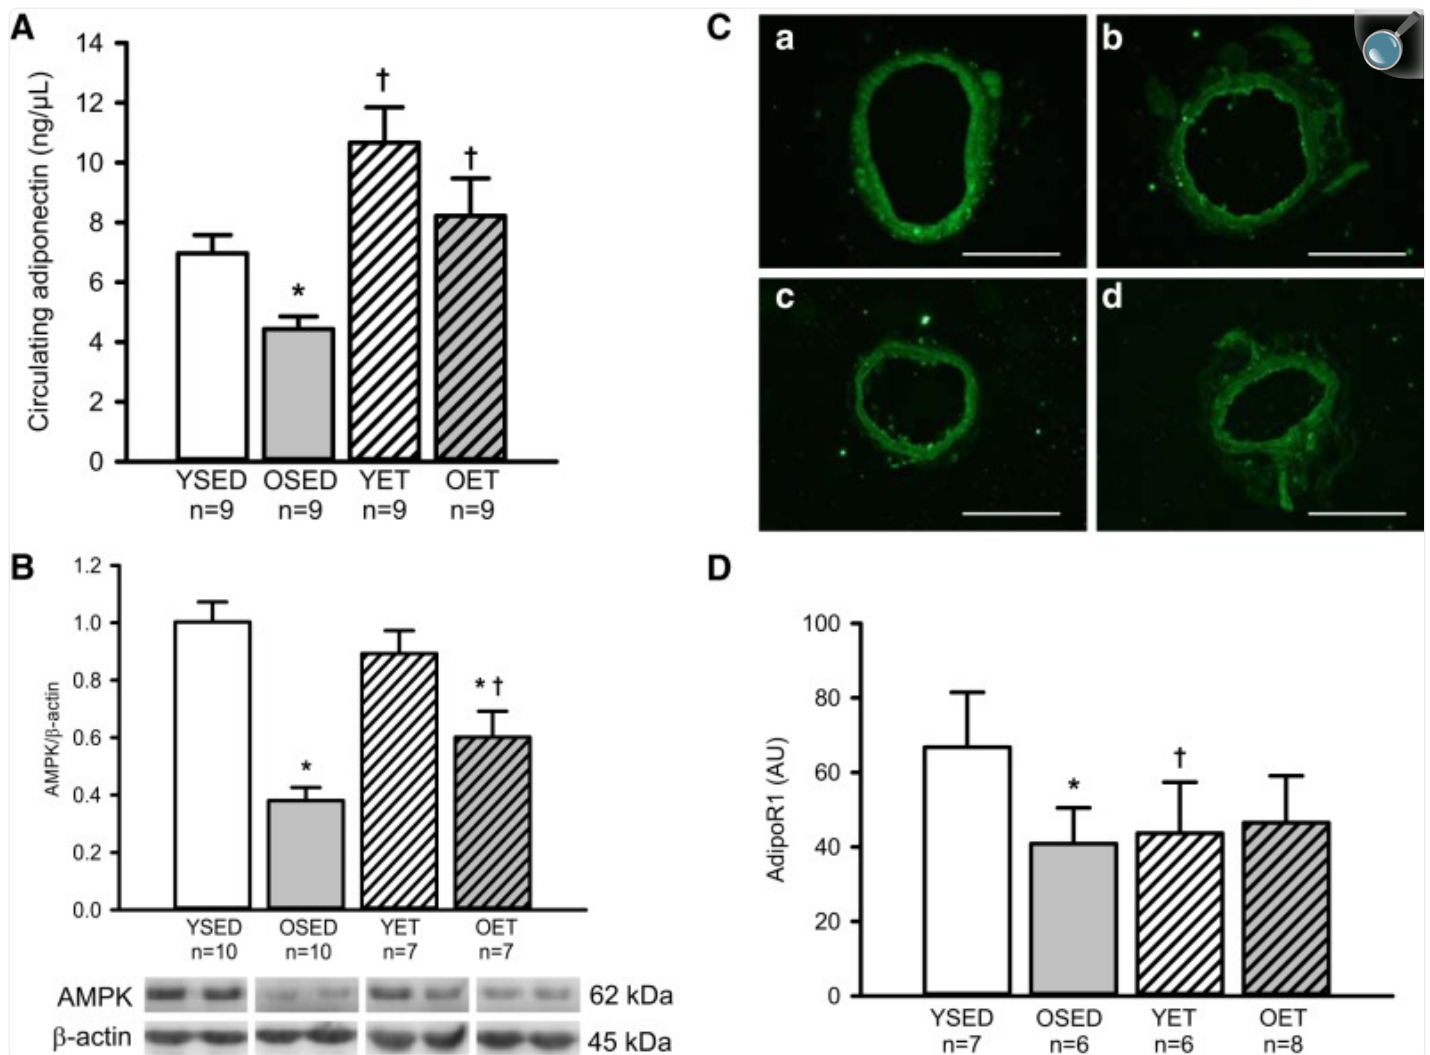 A
14
12
10
8
6
4
2
0
Circulating adiponectin (ng/µL)
*
†
†
YSED OSED YET OET
n=9 n=9 n=9 n=9
B
1.2
1.0
0.8
0.6
0.4
0.2
0.0
AMPK/β-actin
*
* †
YSED OSED YET OET
n=10 n=10 n=7 n=7
AMPK 62 kDa
β-actin 45 kDa
C
a b
c d
D
100
80
60
40
20
0
AdipoR1 (AU)
*
†
YSED OSED YET OET
n=7 n=6 n=6 n=8